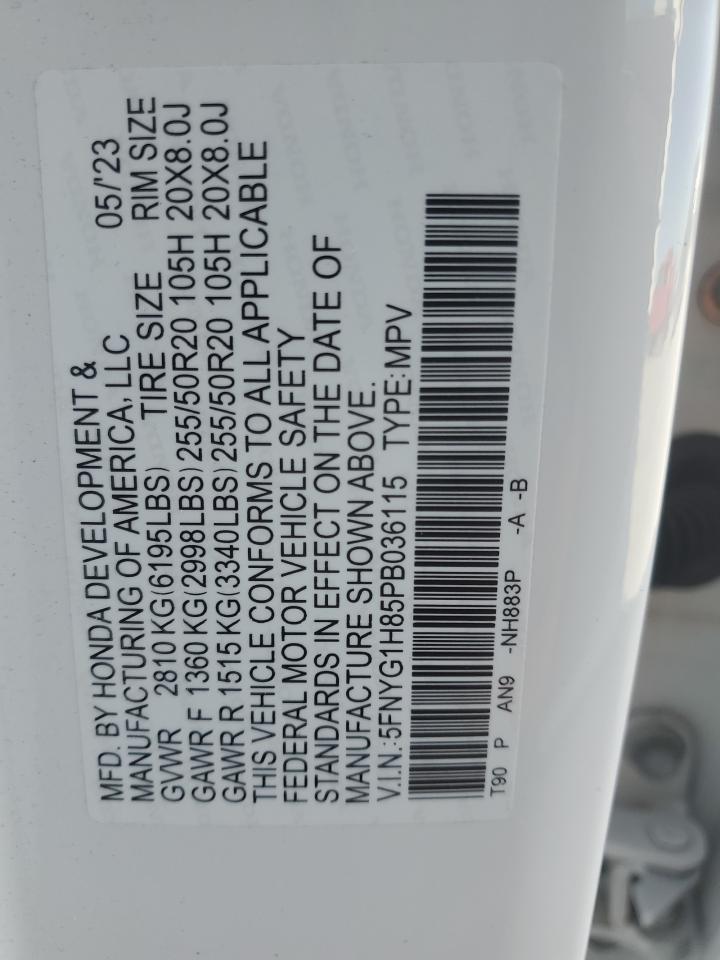 MFD. BY HONDA DEVELOPMENT & 05/'23
MANUFACTURING OF AMERICA, LLC
GVWR 2810 KG(6195LBS) TIRE SIZE RIM SIZE
GAWR F 1360 KG(2998LBS) 255/50R20 105H 20X8.0J
GAWR R 1515 KG(3340LBS) 255/50R20 105H 20X8.0J
THIS VEHICLE CONFORMS TO ALL APPLICABLE
FEDERAL MOTOR VEHICLE SAFETY
STANDARDS IN EFFECT ON THE DATE OF
MANUFACTURE SHOWN ABOVE.
V.I.N.:5FNYG1H85PB036115 TYPE:MPV
T90 P AN9 -NH883P -A -B